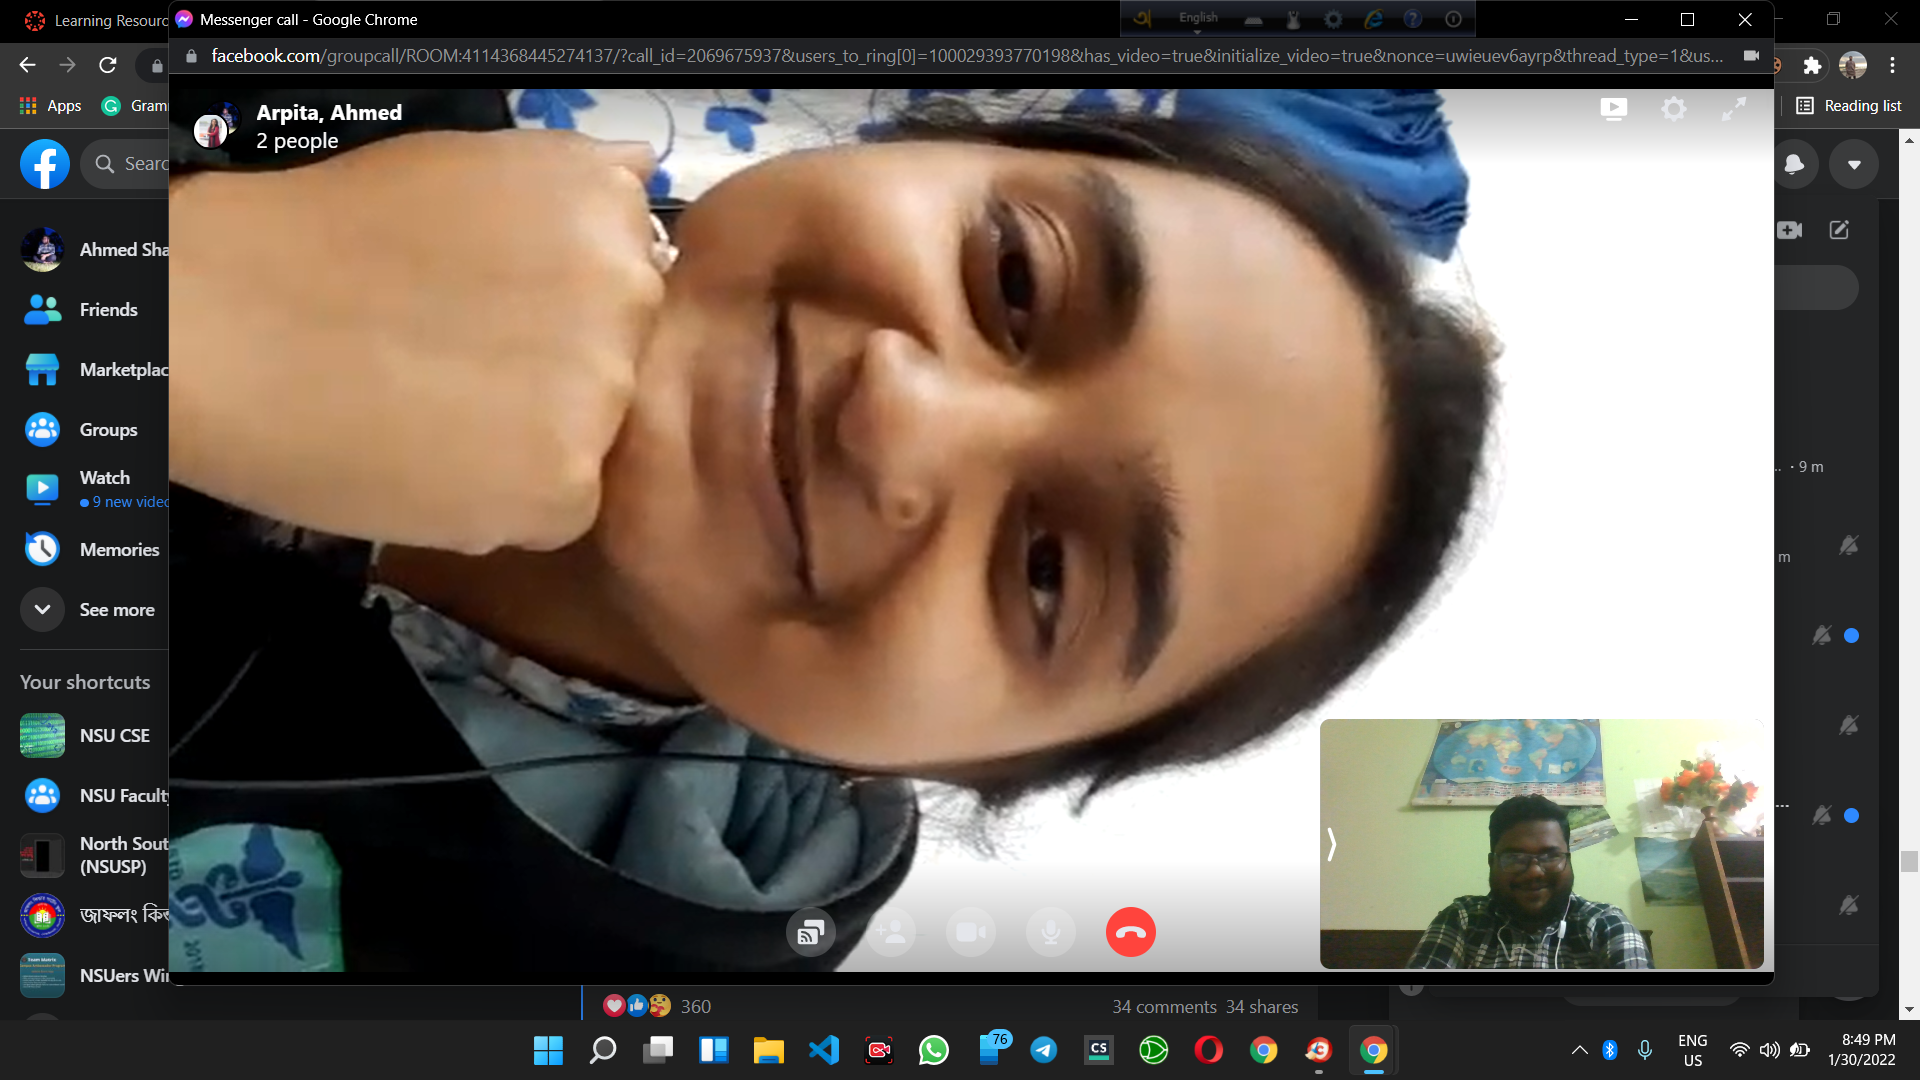 Learning Resourc
Messenger call - Google Chrome
English
facebook.com/groupcall/ROOM:4114368445274137/?call_id=2069675937&users_to_ring[0]=100029393770198&has_video=true&initialize_video=true&nonce=uwieuev6ayrp&thread_type=1&us...
Apps
Gram
Reading list
Arpita, Ahmed
2 people
Searc
Ahmed Sha
Friends
Marketplac
Groups
Watch
9 new videc
Memories
See more
Your shortcuts
NSU CSE
NSU Faculty
North Sout
(NSUSP)
NSUers Wi
... · 9 m
m
...
360
34 comments 34 shares
76
CS
ENG
US
8:49 PM
1/30/2022